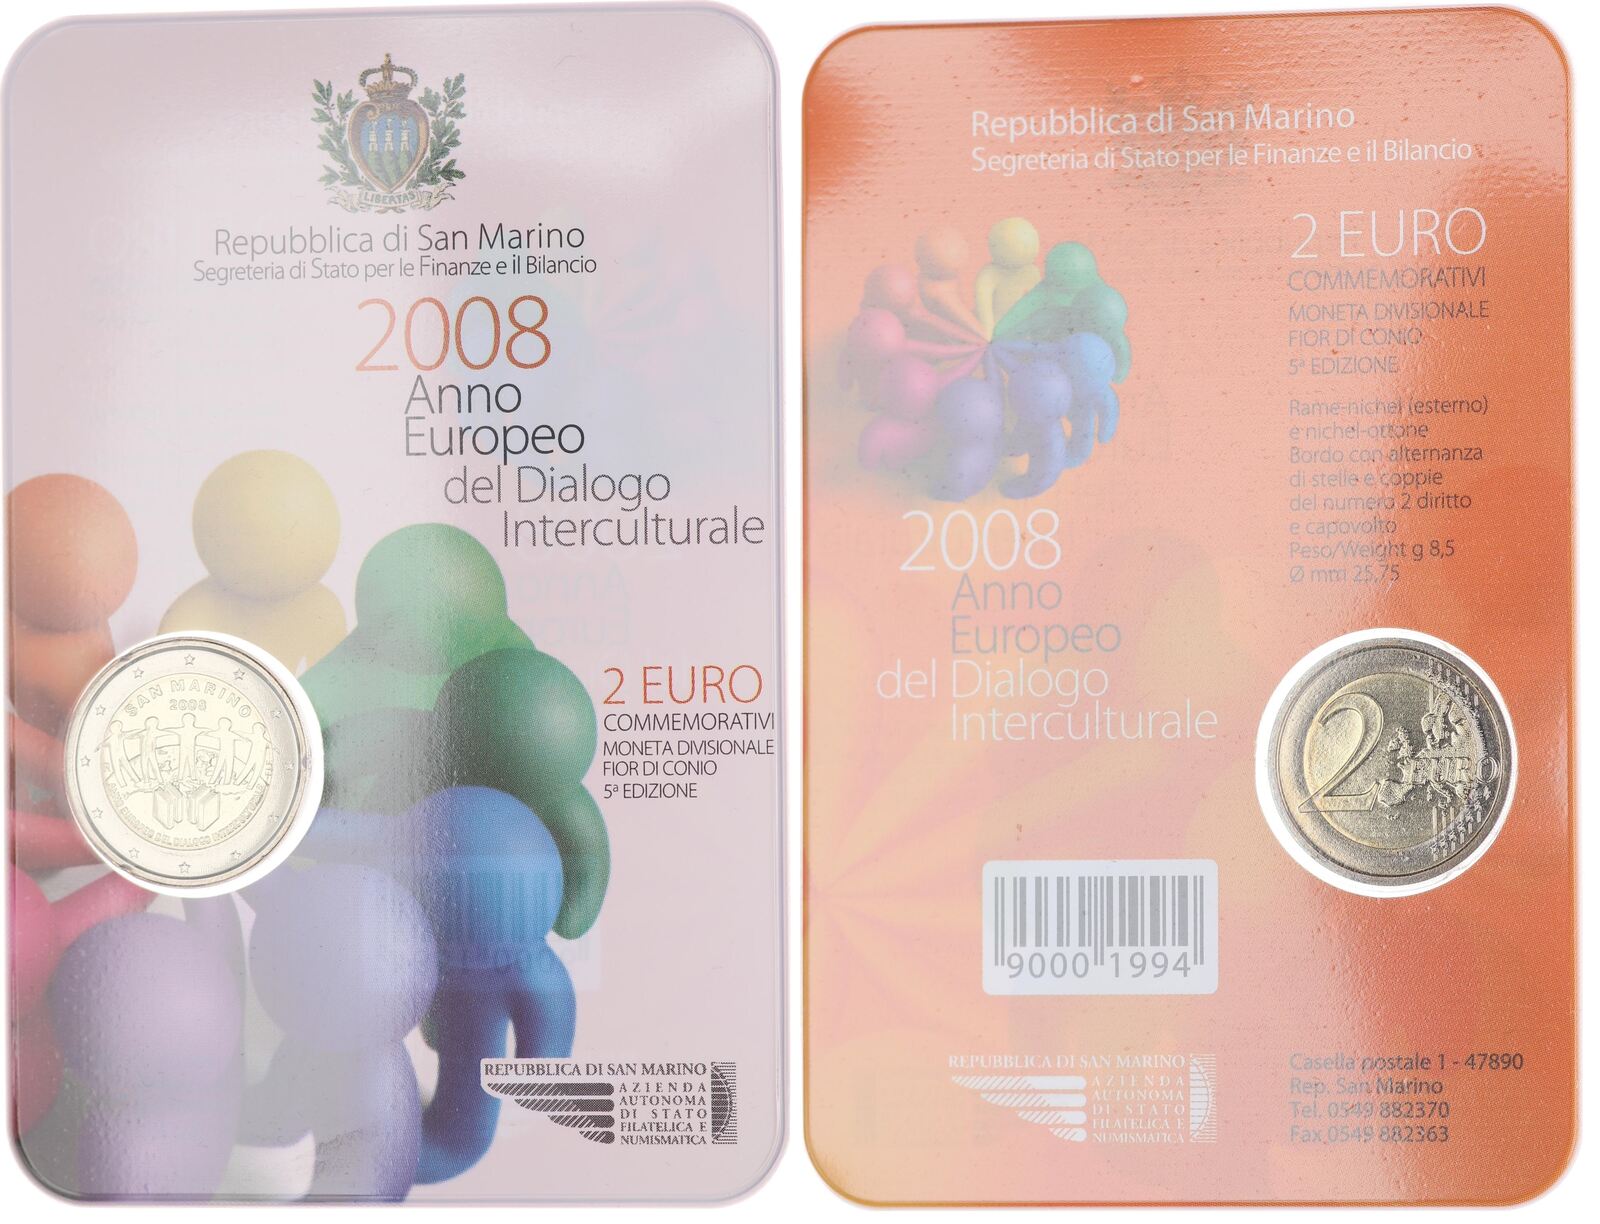 LIBERTAS
Repubblica di San Marino
Segreteria di Stato per le Finanze e il Bilancio
2008
Anno
Europeo
del Dialogo
Interculturale
SAN MARINO
2008
ANNO EUROPEO DEL DIALOGO INTERCULTURALE
2 EURO
COMMEMORATIVI
MONETA DIVISIONALE
FIOR DI CONIO
5ª EDIZIONE
REPUBBLICA DI SAN MARINO
AZIENDA
AUTONOMA
DI STATO
FILATELICA E
NUMISMATICA
Repubblica di San Marino
Segreteria di Stato per le Finanze e il Bilancio
2 EURO
COMMEMORATIVI
MONETA DIVISIONALE
FIOR DI CONIO
5ª EDIZIONE
Rame-nichel (esterno)
e nichel-ottone
Bordo con alternanza
di stelle e coppie
del numero 2 diritto
e capovolto
Peso/Weight g 8,5
Ø mm 25,75
2008
Anno
Europeo
del Dialogo
Interculturale
2 EURO
9000 1994
REPUBBLICA DI SAN MARINO
AZIENDA
AUTONOMA
DI STATO
FILATELICA E
NUMISMATICA
Casella postale 1 - 47890
Rep. San Marino
Tel. 0549 882370
Fax 0549 882363